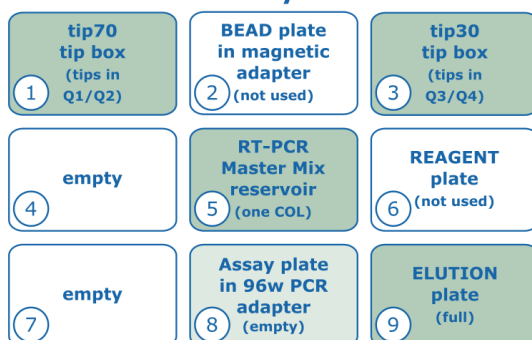 tip70
tip box
(tips in
Q1/Q2)
1
BEAD plate
in magnetic
adapter
(not used)
2
tip30
tip box
(tips in
Q3/Q4)
3
empty
4
RT-PCR
Master Mix
reservoir
(one COL)
5
REAGENT
plate
(not used)
6
empty
7
Assay plate
in 96w PCR
adapter
(empty)
8
ELUTION
plate
(full)
9